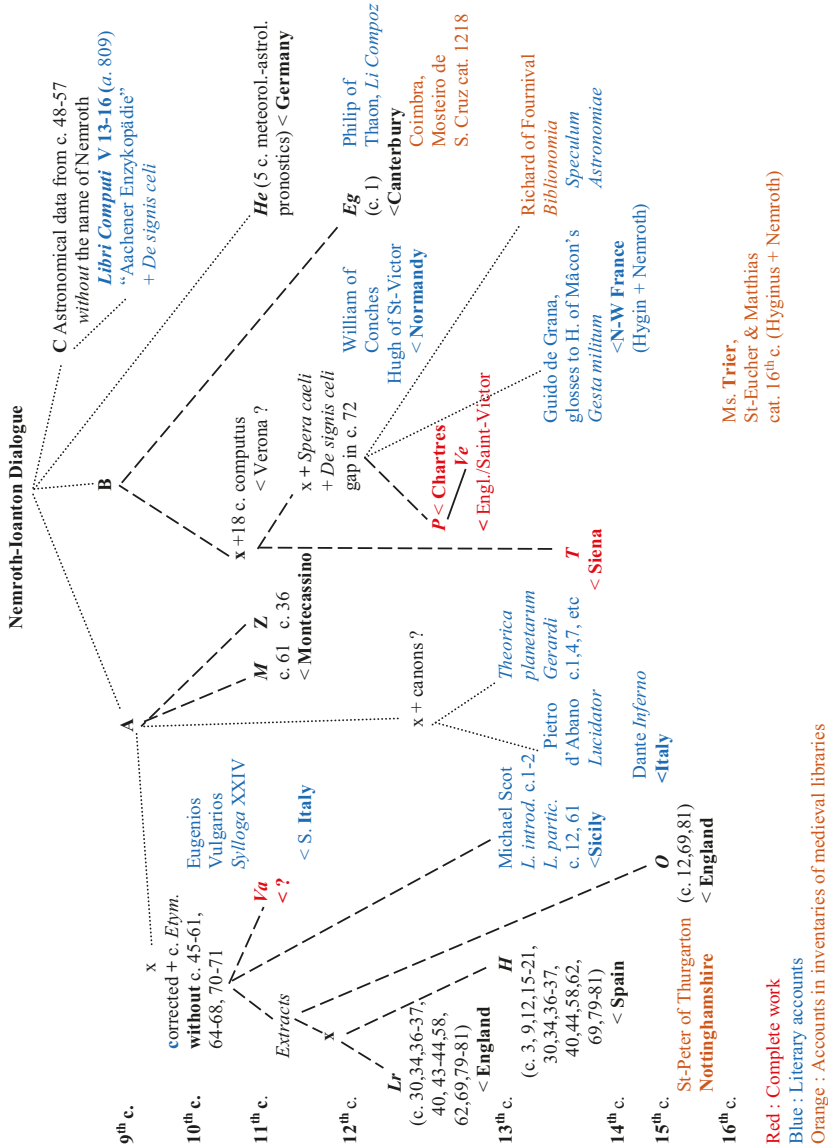 Nemroth-Ioanton Dialogue
9th c.
10th c.
11th c.
12th c.
13th c.
14th c.
15th c.
16th c.
x
corrected + c. Etym.
without c. 45-61,
64-68, 70-71
Eugenios
Vulgarios
Sylloga XXIV
< S. Italy
Va
< ?
Extracts
x
Lr
(c. 30,34,36-37,
40, 43-44,58,
62,69,79-81)
< England
H
(c. 3, 9,12,15-21,
30,34,36-37,
40,44,58,62,
69,79-81)
< Spain
Michael Scot
L. introd. c.1-2
L. partic.
c. 12, 61
<Sicily
O
(c. 12,69,81)
< England
St-Peter of Thurgarton
Nottinghamshire
A
M
c. 61
Z
c. 36
< Montecassino
x + canons ?
Pietro
d'Abano
Lucidator
Theorica
planetarum
Gerardi
c.1,4,7, etc
Dante Inferno
<Italy
B
x +18 c. computus
< Verona ?
x + Spera caeli
+ De signis celi
gap in c. 72
P < Chartres
Ve
< Engl./Saint-Victor
T
< Siena
William of
Conches
Hugh of St-Victor
< Normandy
Eg
(c. 1)
<Canterbury
Philip of
Thaon, Li Compoz
Coimbra,
Mosteiro de
S. Cruz cat. 1218
Guido de Grana,
glosses to H. of Mâcon's
Gesta militum
<N-W France
(Hygin + Nemroth)
Richard of Fournival
Biblionomia
Speculum
Astronomiae
Ms. Trier,
St-Eucher & Matthias
cat. 16th c. (Hyginus + Nemroth)
C Astronomical data from c. 48-57
without the name of Nemroth
Libri Computi V 13-16 (a. 809)
“Aachener Enzykopädie”
+ De signis celi
He (5 c. meteorol.-astrol.
pronostics) < Germany
Red : Complete work
Blue : Literary accounts
Orange : Accounts in inventaries of medieval libraries